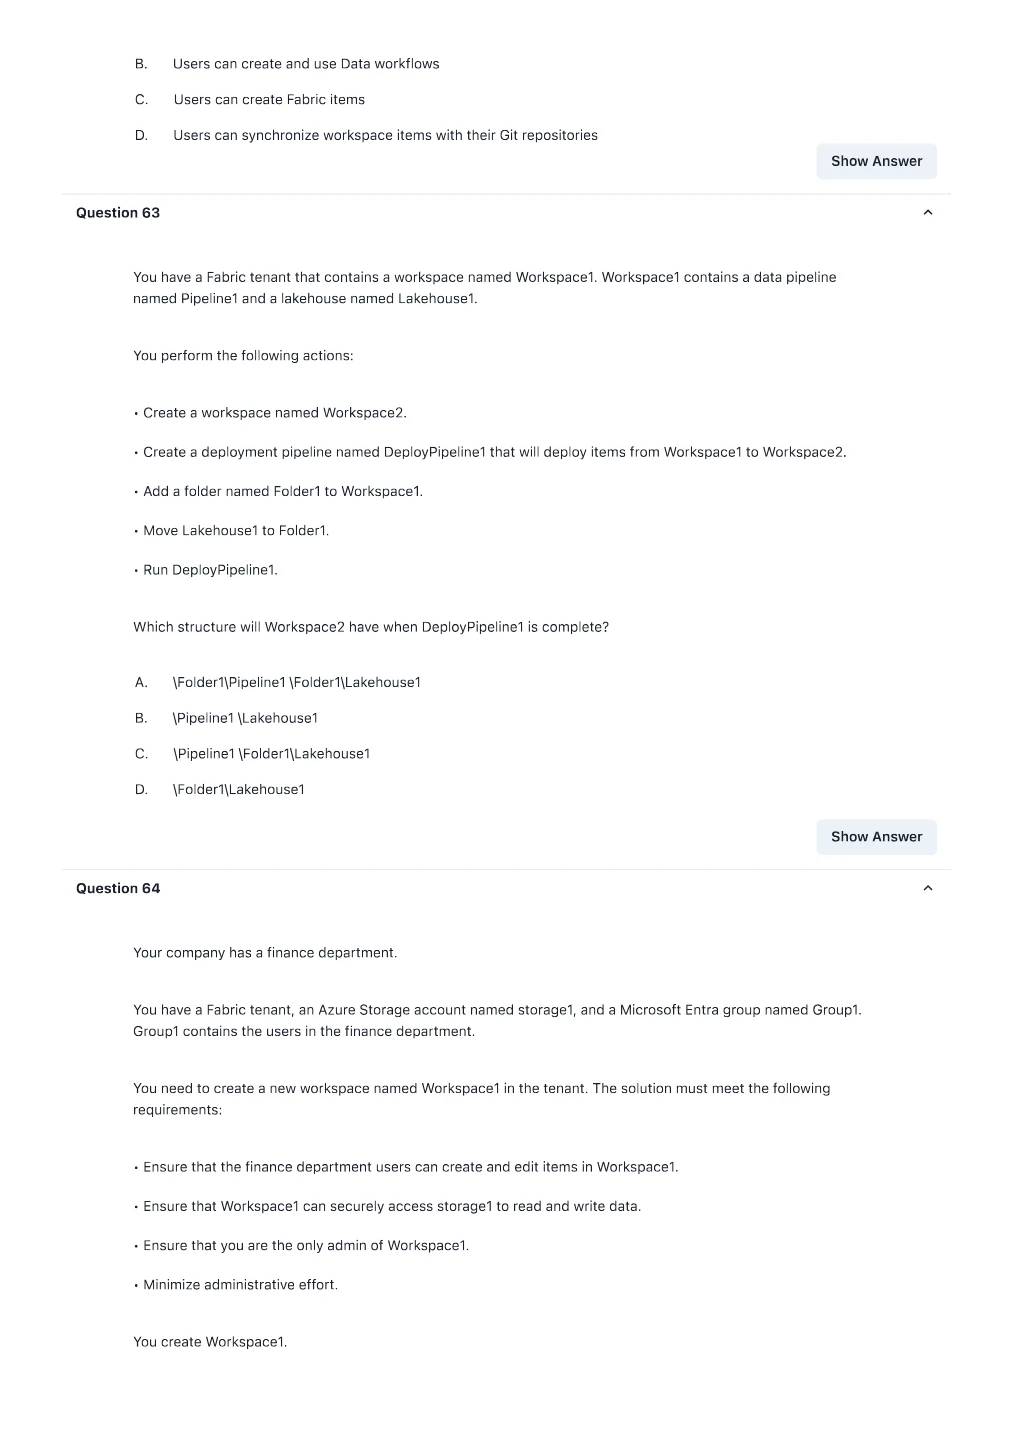 B. Users can create and use Data workflows
C. Users can create Fabric items
D. Users can synchronize workspace items with their Git repositories
Show Answer
Question 63
You have a Fabric tenant that contains a workspace named Workspace1. Workspace1 contains a data pipeline
named Pipeline1 and a lakehouse named Lakehouse1.
You perform the following actions:
• Create a workspace named Workspace2.
• Create a deployment pipeline named DeployPipeline1 that will deploy items from Workspace1 to Workspace2.
• Add a folder named Folder1 to Workspace1.
• Move Lakehouse1 to Folder1.
• Run DeployPipeline1.
Which structure will Workspace2 have when DeployPipeline1 is complete?
A. \Folder1\Pipeline1 \Folder1\Lakehouse1
B. \Pipeline1 \Lakehouse1
C. \Pipeline1 \Folder1\Lakehouse1
D. \Folder1\Lakehouse1
Show Answer
Question 64
Your company has a finance department.
You have a Fabric tenant, an Azure Storage account named storage1, and a Microsoft Entra group named Group1.
Group1 contains the users in the finance department.
You need to create a new workspace named Workspace1 in the tenant. The solution must meet the following
requirements:
• Ensure that the finance department users can create and edit items in Workspace1.
• Ensure that Workspace1 can securely access storage1 to read and write data.
• Ensure that you are the only admin of Workspace1.
• Minimize administrative effort.
You create Workspace1.